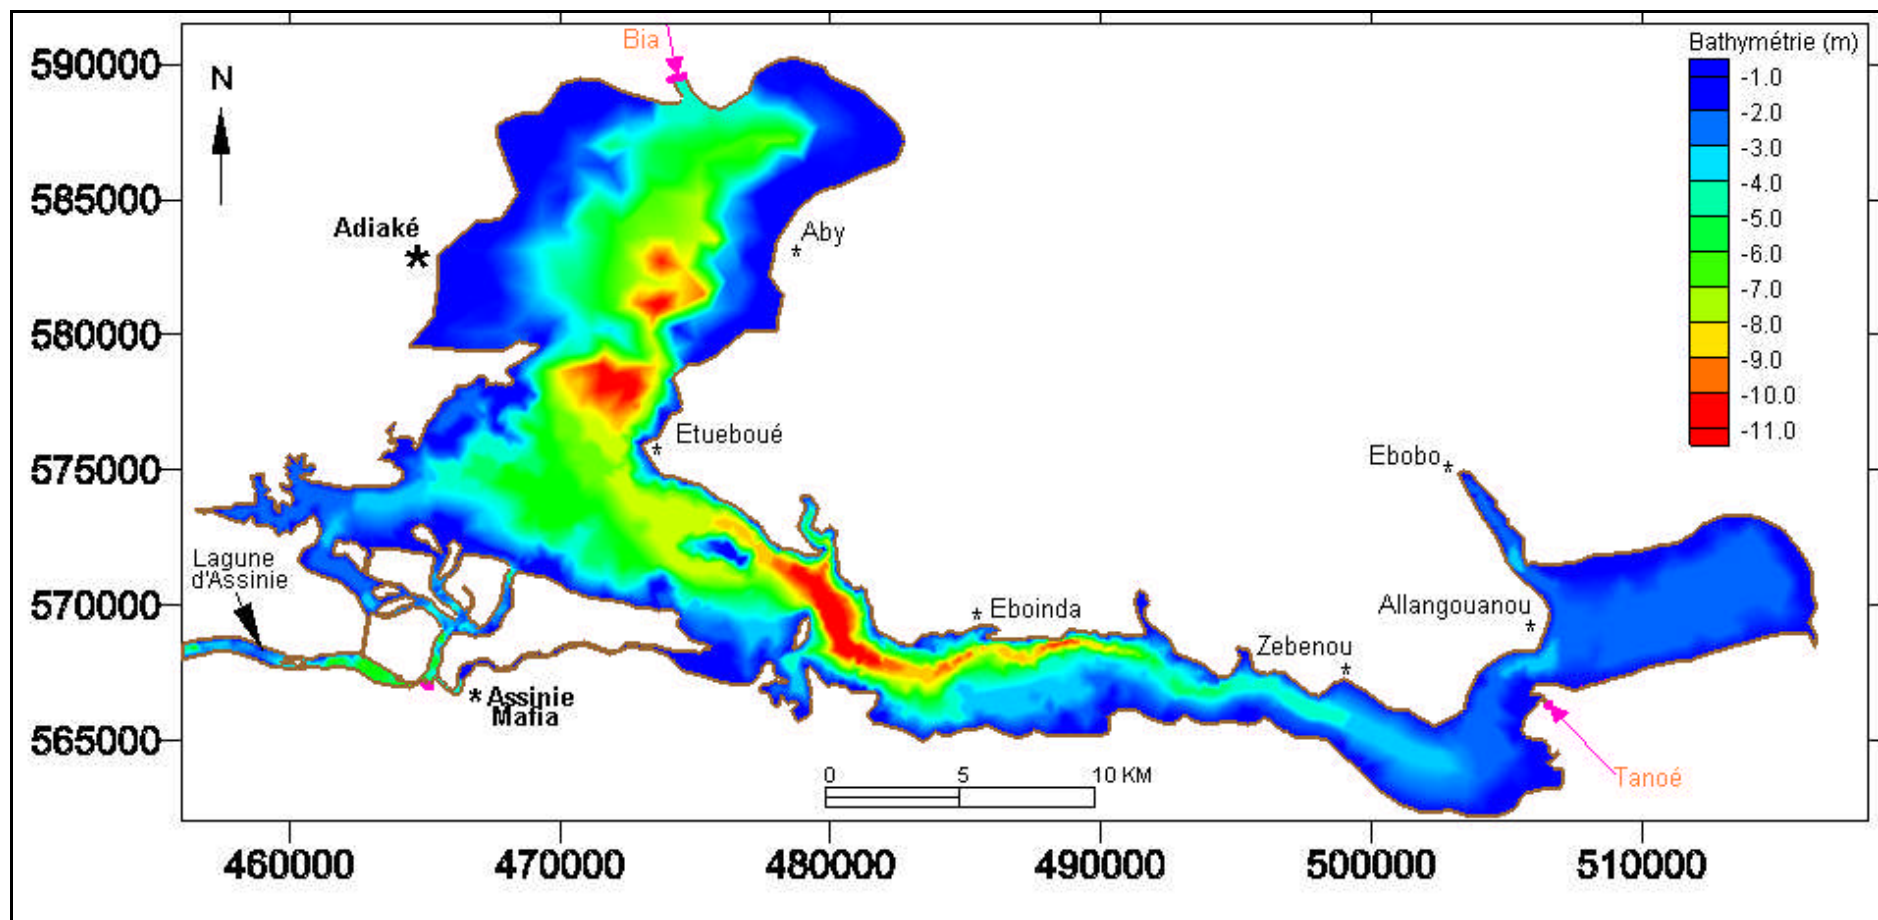 Bia
Bathymétrie (m)
590000
N
-1.0
-2.0
-3.0
-4.0
585000
-5.0
Adiaké
Aby
-6.0
-7.0
580000
-8.0
-9.0
-10.0
-11.0
Etueboué
575000
Ebobo
Lagune
d'Assinie
570000
Eboinda
Allangouanou
Zebenou
Assinie
Mafia
565000
0 5 10 KM
Tanoé
460000 470000 480000 490000 500000 510000